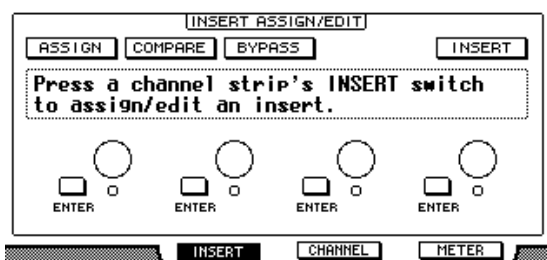 INSERT ASSIGN/EDIT
ASSIGN COMPARE BYPASS INSERT
Press a channel strip's INSERT switch
to assign/edit an insert.
ENTER ENTER ENTER ENTER
INSERT CHANNEL METER